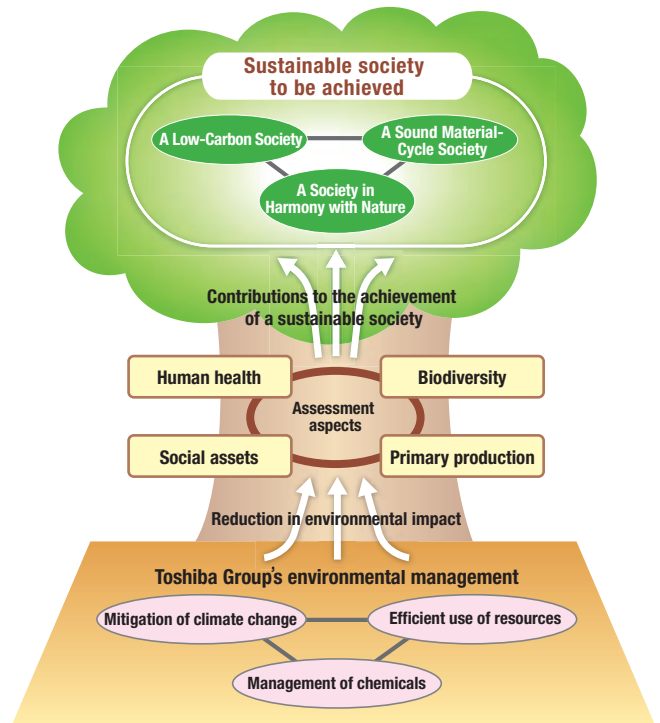 Sustainable society
to be achieved
A Low-Carbon Society
A Sound Material-
Cycle Society
A Society in
Harmony with Nature
Contributions to the achievement
of a sustainable society
Human health
Biodiversity
Assessment
aspects
Social assets
Primary production
Reduction in environmental impact
Toshiba Group's environmental management
Mitigation of climate change
Efficient use of resources
Management of chemicals